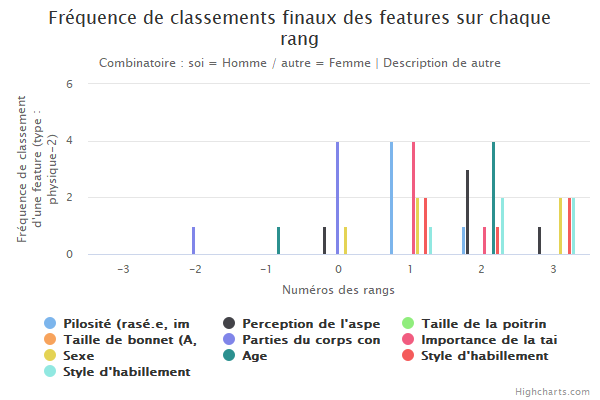 Fréquence de classements finaux des features sur chaque
rang
Combinatoire : soi = Homme / autre = Femme | Description de autre
Fréquence de classement
d'une feature (type :
physique-2)
6
4
2
0
-3
-2
-1
0
1
2
3
Numéros des rangs
Pilosité (rasé.e, im
Perception de l'aspe
Taille de la poitrin
Taille de bonnet (A,
Parties du corps con
Importance de la tai
Sexe
Age
Style d'habillement
Style d'habillement
Highcharts.com